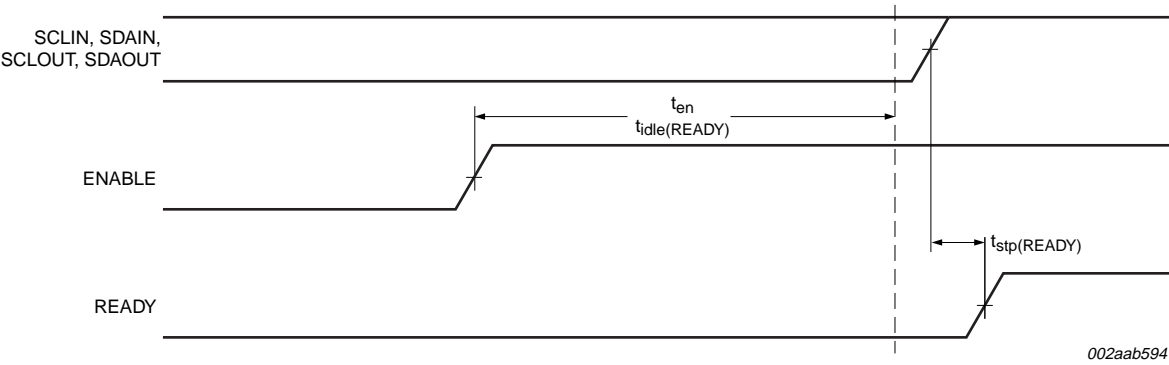 SCLIN, SDAIN,
SCLOUT, SDAOUT
ten
tidle(READY)
ENABLE
tstp(READY)
READY
002aab594